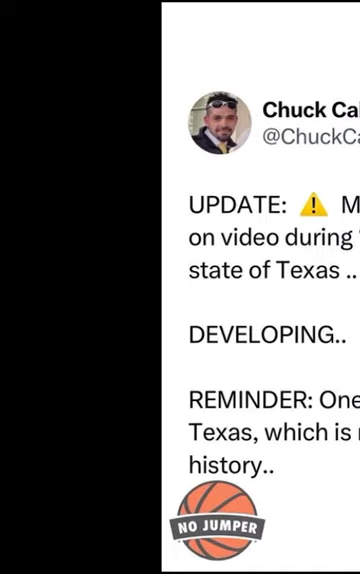 Chuck Cal
@ChuckCa
UPDATE: ⚠️ M
on video during
state of Texas ..
DEVELOPING..
REMINDER: One
Texas, which is
history..
NO JUMPER